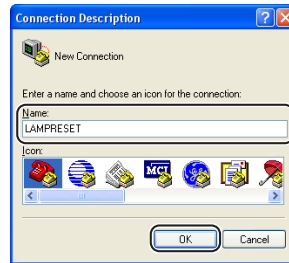 Connection Description
New Connection
Enter a name and choose an icon for the connection:
Name:
LAMPRESET
Icon:
MCI
OK Cancel